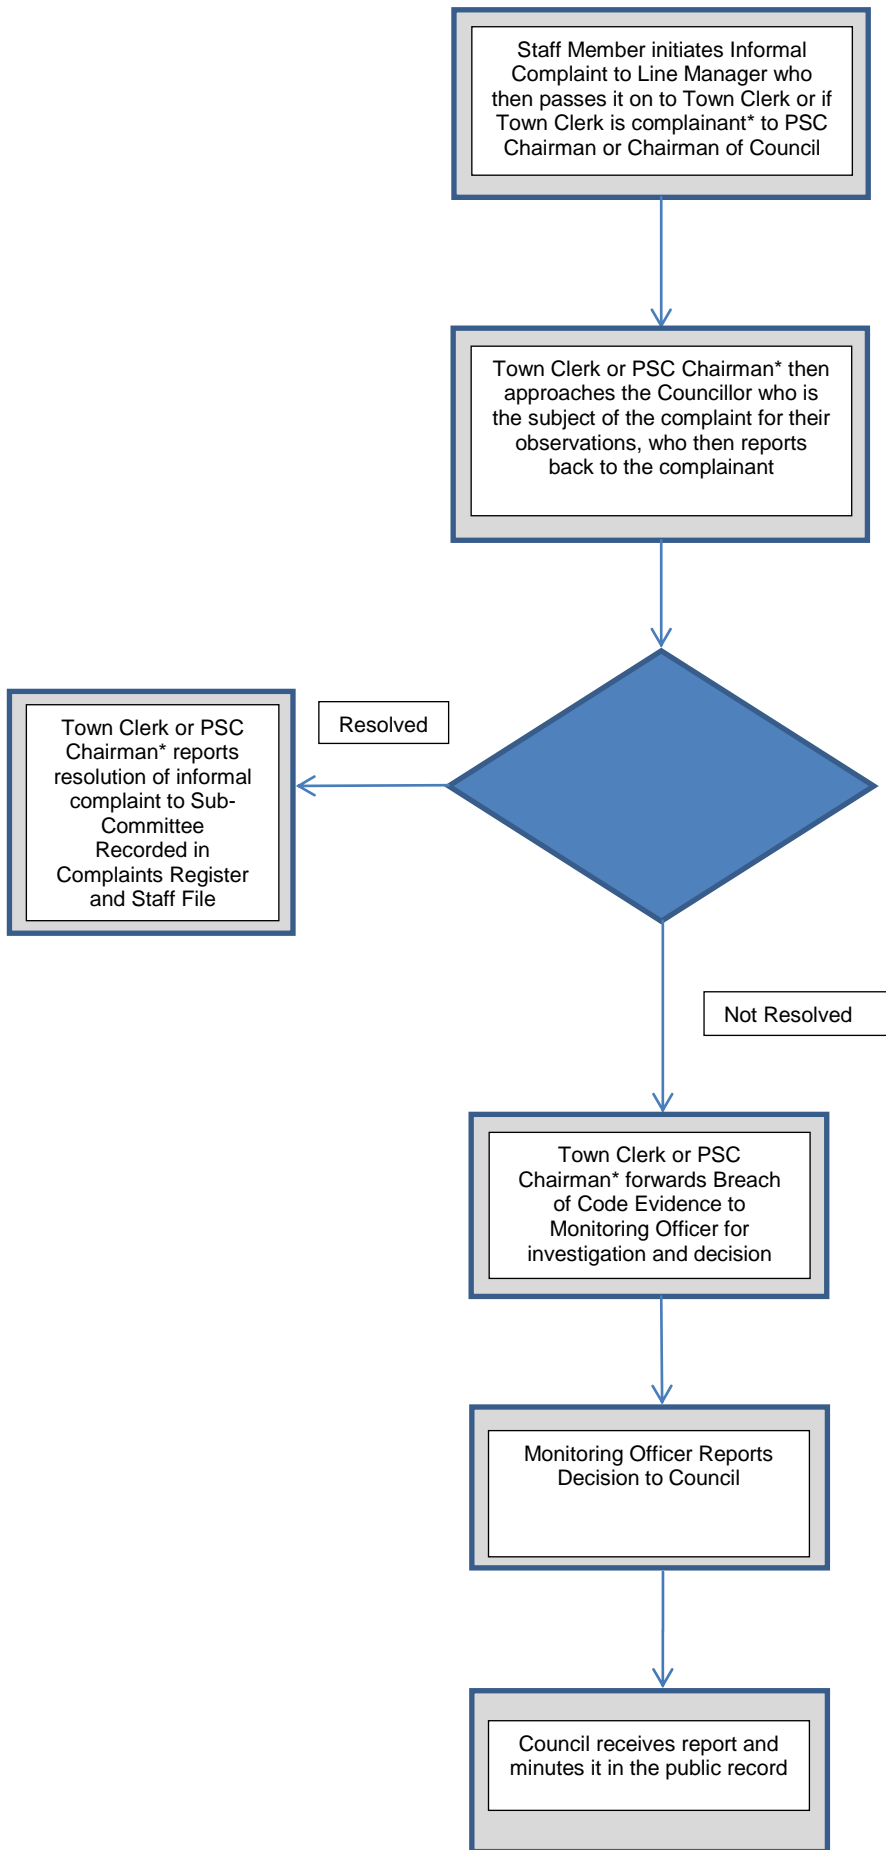 Staff Member initiates Informal
Complaint to Line Manager who
then passes it on to Town Clerk or if
Town Clerk is complainant* to PSC
Chairman or Chairman of Council
Town Clerk or PSC Chairman* then
approaches the Councillor who is
the subject of the complaint for their
observations, who then reports
back to the complainant
Resolved
Town Clerk or PSC
Chairman* reports
resolution of informal
complaint to Sub-
Committee
Recorded in
Complaints Register
and Staff File
Not Resolved
Town Clerk or PSC
Chairman* forwards Breach
of Code Evidence to
Monitoring Officer for
investigation and decision
Monitoring Officer Reports
Decision to Council
Council receives report and
minutes it in the public record